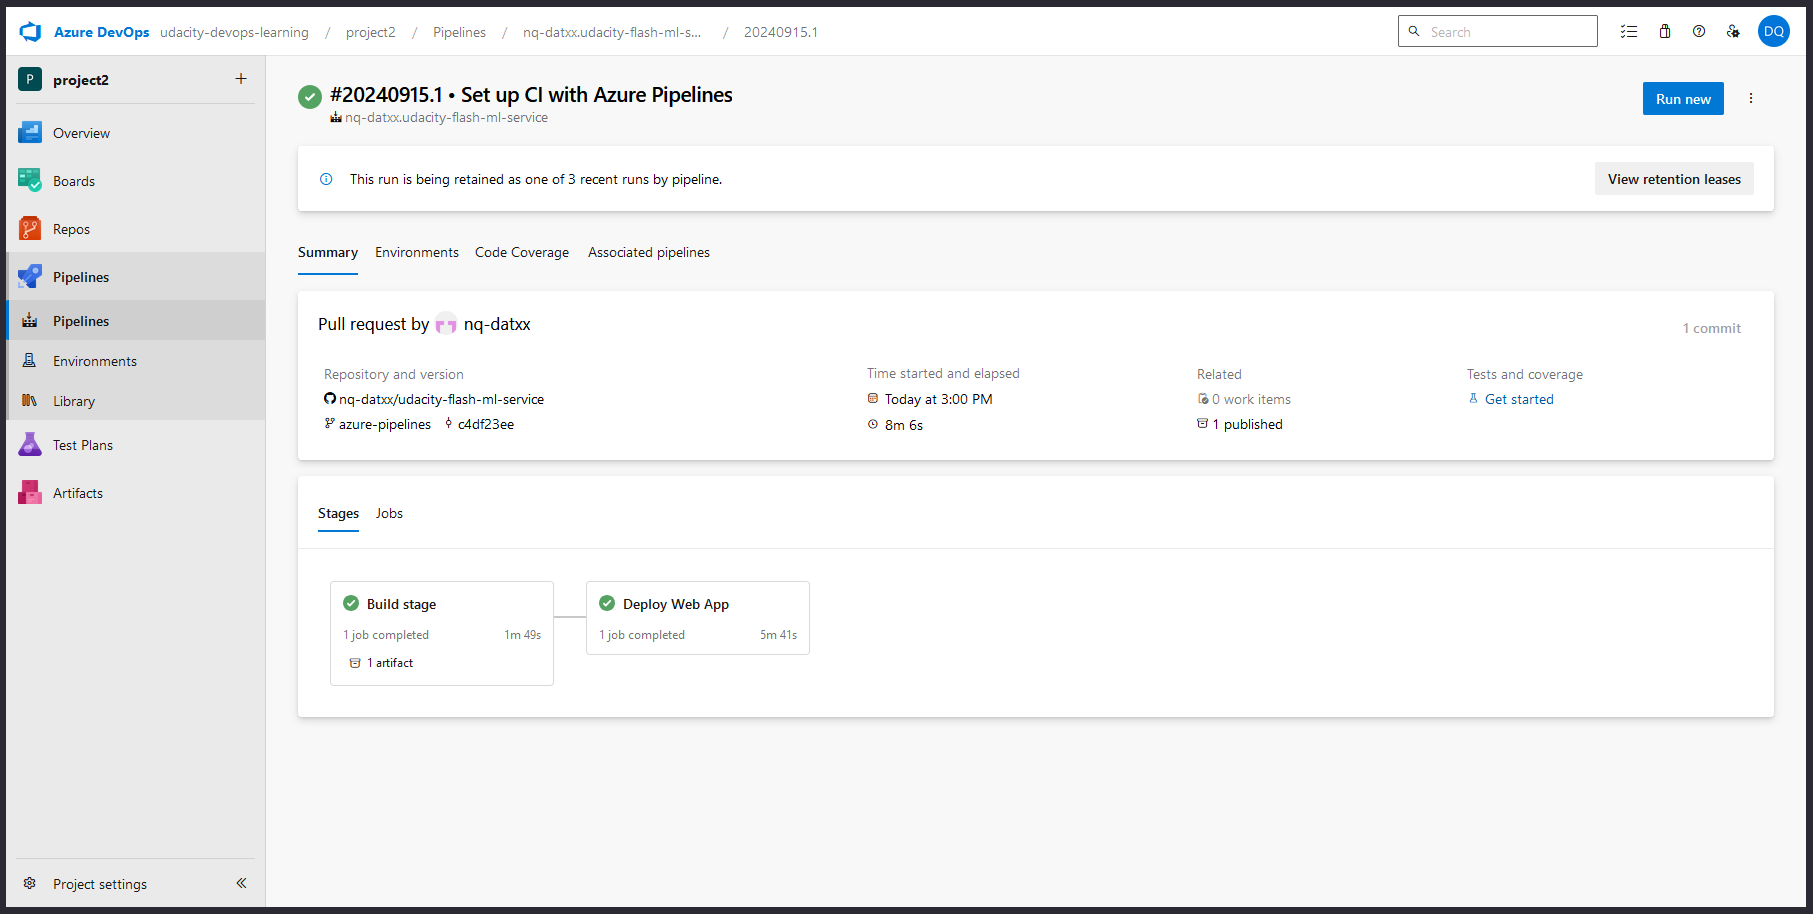 Azure DevOps udacity-devops-learning / project2 / Pipelines / nq-datxx.udacity-flash-ml-s... / 20240915.1
Search
DQ
P project2
Overview
Boards
Repos
Pipelines
Pipelines
Environments
Library
Test Plans
Artifacts
Project settings
#20240915.1 • Set up CI with Azure Pipelines
nq-datxx.udacity-flash-ml-service
Run new
This run is being retained as one of 3 recent runs by pipeline.
View retention leases
Summary Environments Code Coverage Associated pipelines
Pull request by nq-datxx
1 commit
Repository and version
nq-datxx/udacity-flash-ml-service
azure-pipelines c4df23ee
Time started and elapsed
Today at 3:00 PM
8m 6s
Related
0 work items
1 published
Tests and coverage
Get started
Stages Jobs
Build stage
1 job completed 1m 49s
1 artifact
Deploy Web App
1 job completed 5m 41s